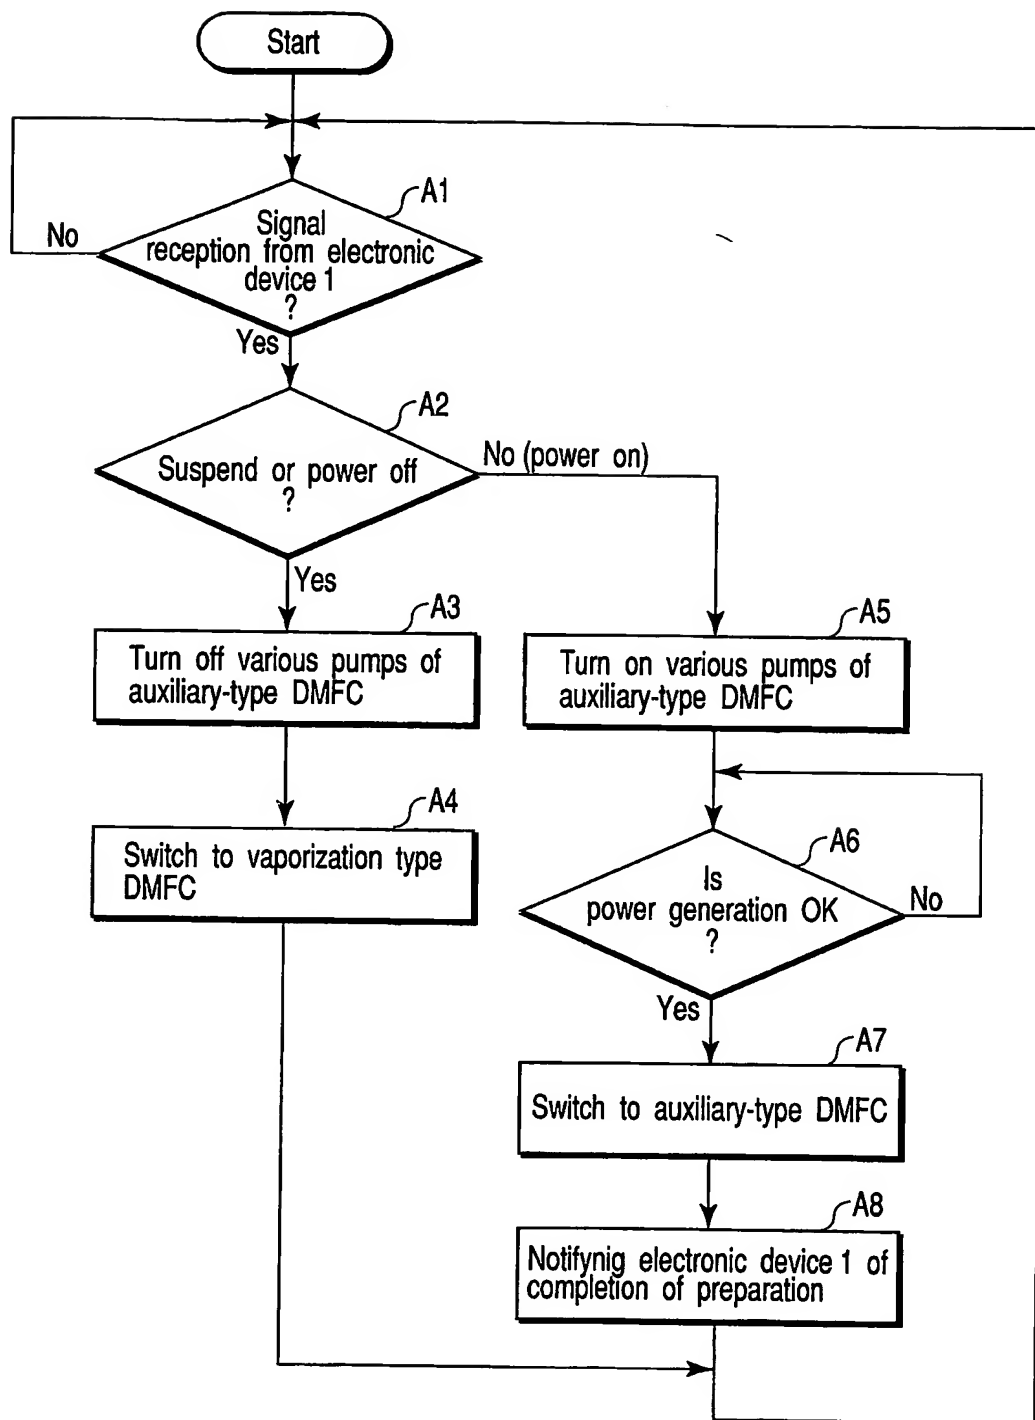 Start
A1
Signal
reception from electronic
device 1
?
No
Yes
A2
Suspend or power off
?
No (power on)
Yes
A3
Turn off various pumps of
auxiliary-type DMFC
A4
Switch to vaporization type
DMFC
A5
Turn on various pumps of
auxiliary-type DMFC
A6
Is
power generation OK
?
No
Yes
A7
Switch to auxiliary-type DMFC
A8
Notifynig electronic device 1 of
completion of preparation